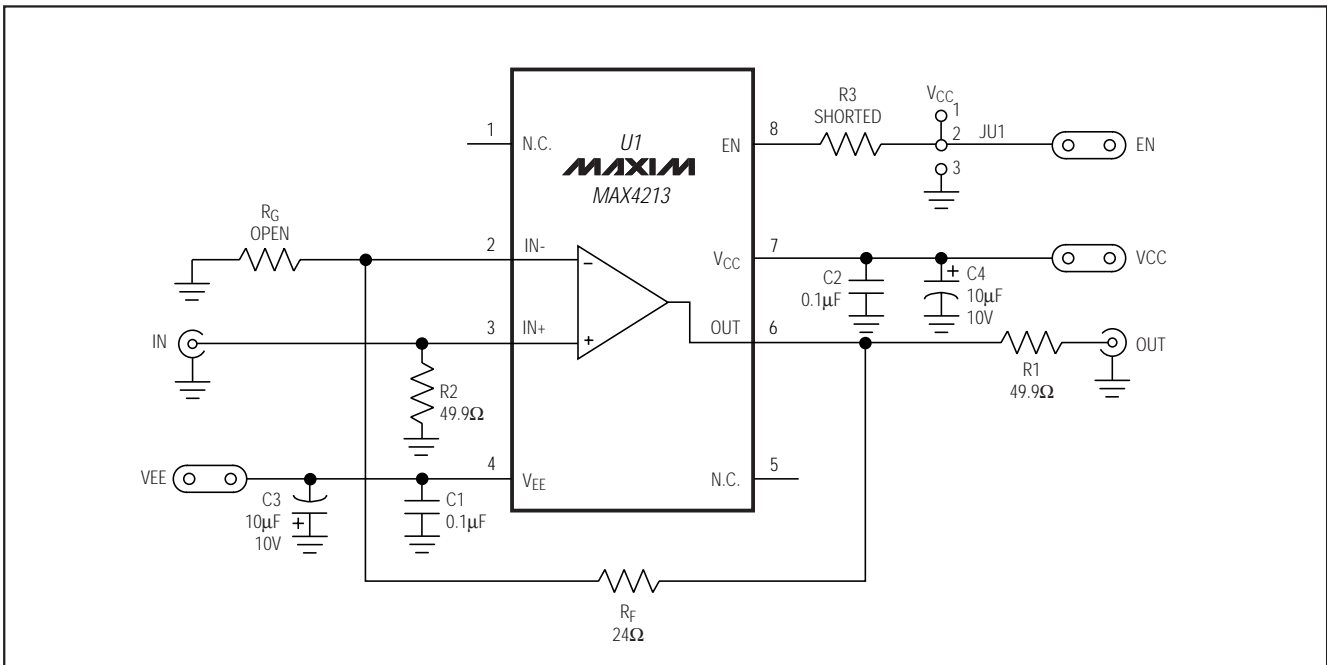 U1
MAXIM
MAX4213
1
N.C.
EN
8
R3
SHORTED
VCC
1
2
JU1
3
EN
RG
OPEN
2
IN-
−
VCC
7
VCC
C2
0.1µF
+
C4
10µF
10V
IN
3
IN+
+
OUT
6
R1
49.9Ω
OUT
R2
49.9Ω
VEE
4
VEE
N.C.
5
C3
10µF
+
10V
C1
0.1µF
RF
24Ω